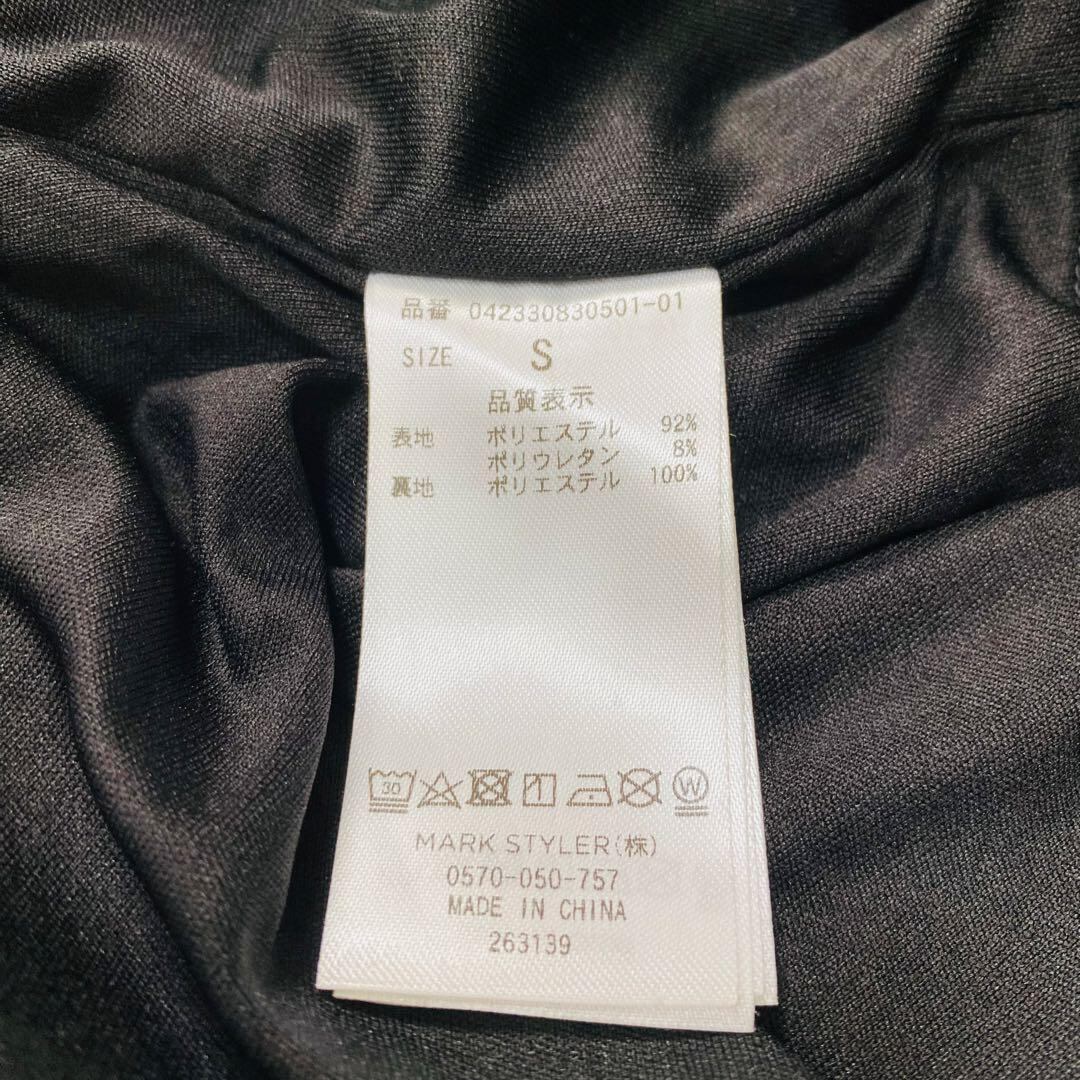 品番 042330830501-01
SIZE S
品質表示
表地 ポリエステル 92%
ポリウレタン 8%
裏地 ポリエステル 100%
30 W
MARK STYLER(株)
0570-050-757
MADE IN CHINA
263139